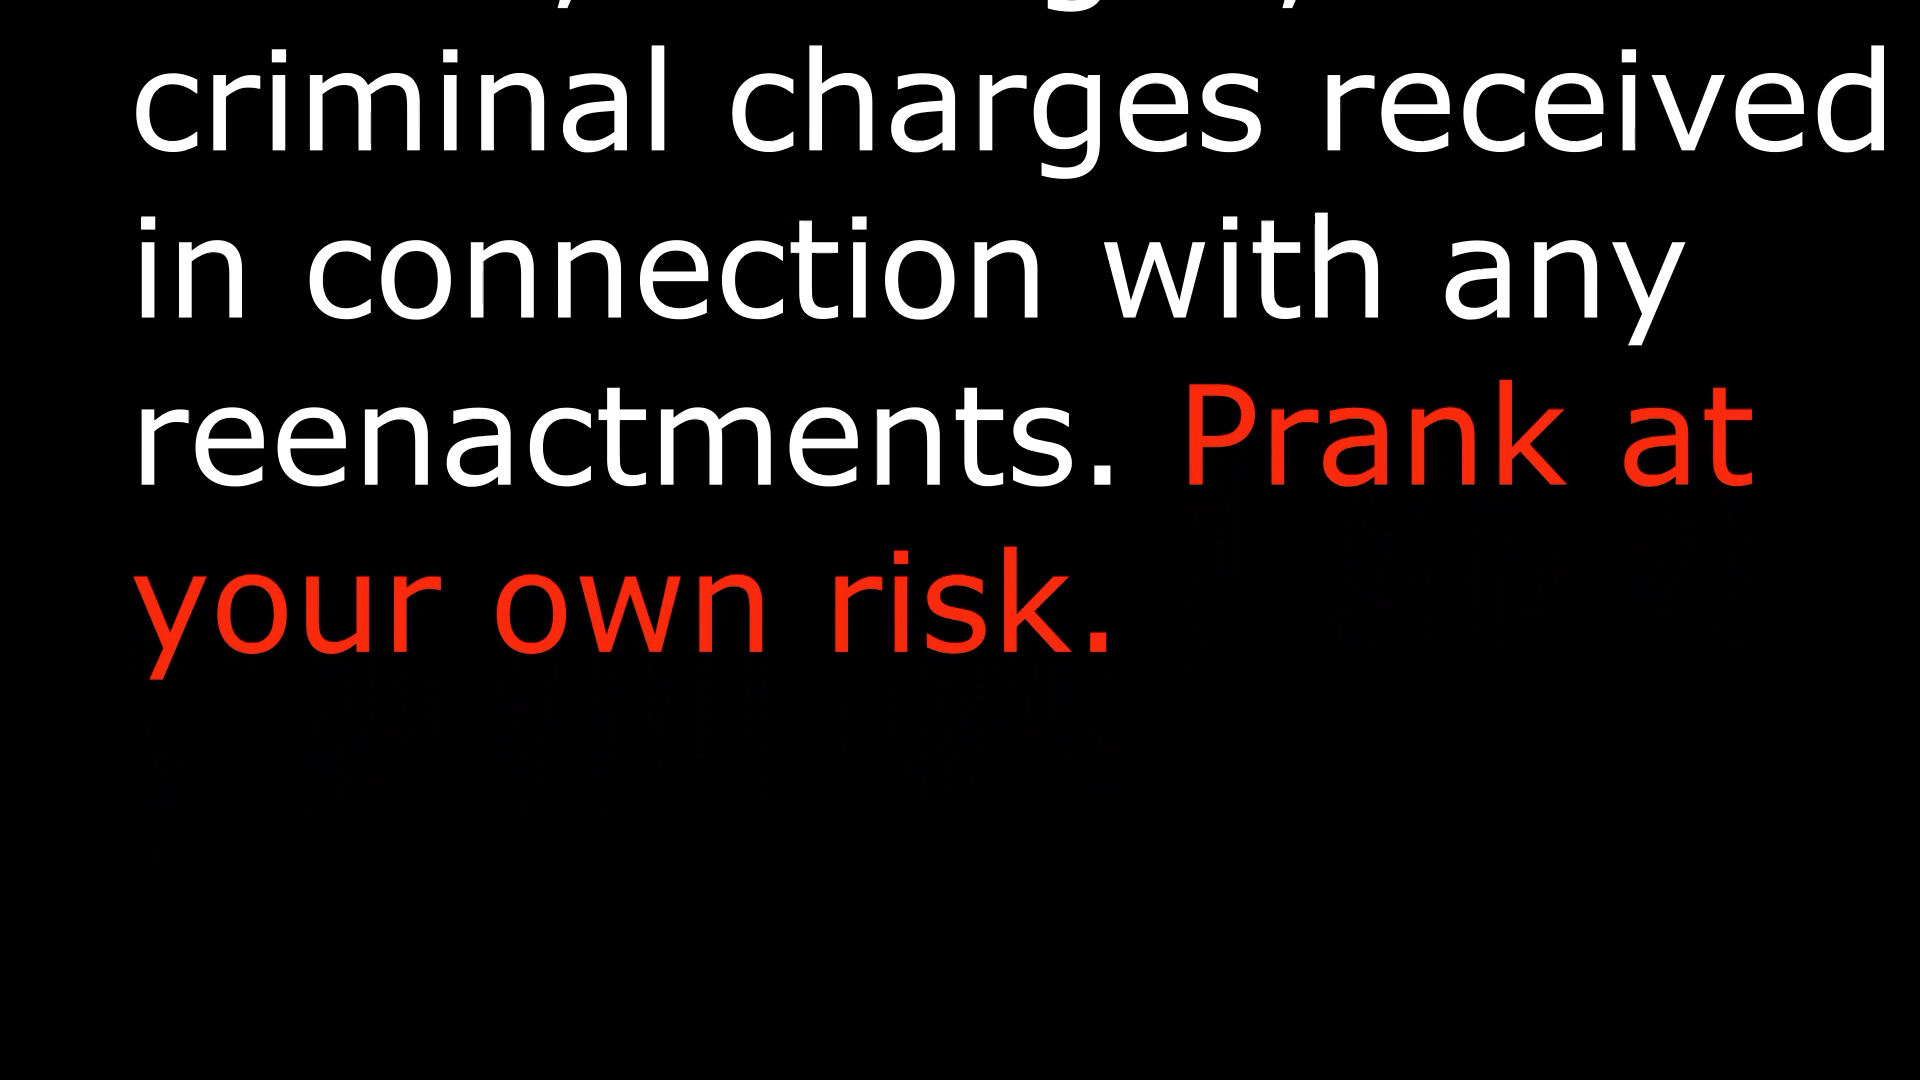 criminal charges received
in connection with any
reenactments. Prank at
your own risk.